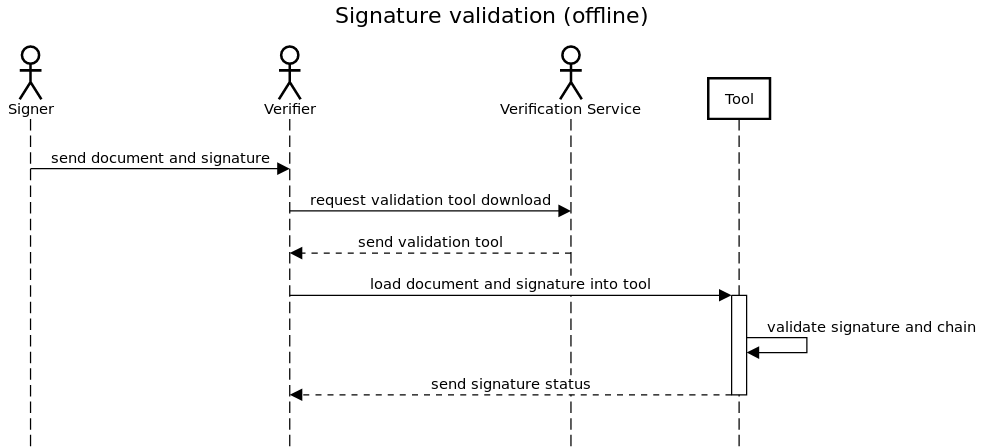 Signature validation (offline)
Signer
Verifier
Verification Service
Tool
send document and signature
request validation tool download
send validation tool
load document and signature into tool
validate signature and chain
send signature status